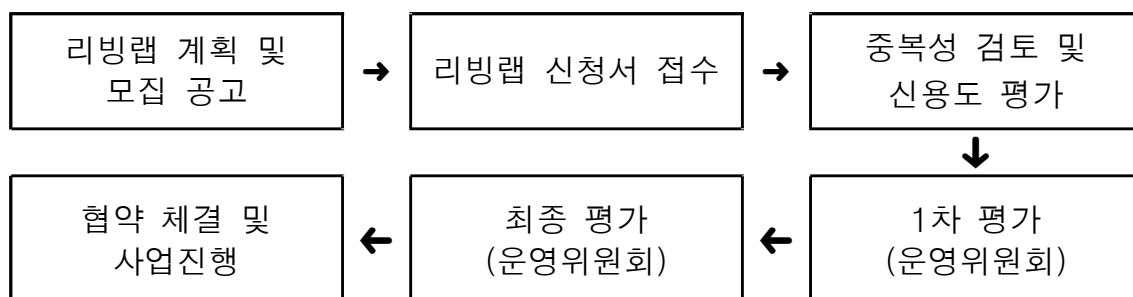 리빙랩 계획 및
모집 공고
➜
리빙랩 신청서 접수
➜
중복성 검토 및
신용도 평가
➜
1차 평가
(운영위원회)
➜
최종 평가
(운영위원회)
➜
협약 체결 및
사업진행